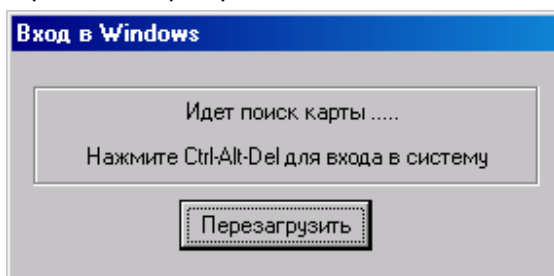 Вход в Windows
Идет поиск карты .....
Нажмите Ctrl-Alt-Del для входа в систему
Перезагрузить